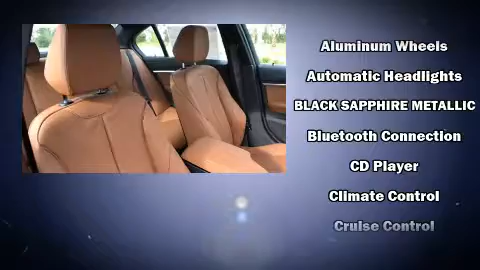 Aluminum Wheels
Automatic Headlights
BLACK SAPPHIRE METALLIC
Bluetooth Connection
CD Player
Climate Control
Cruise Control